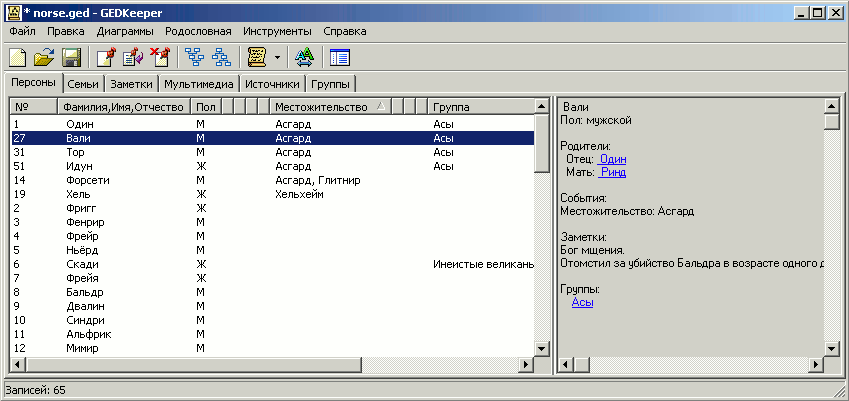 * norse.ged - GEDKeeper
Файл Правка Диаграммы Родословная Инструменты Справка
Персоны Семьи Заметки Мультимедиа Источники Группы
№ Фамилия,Имя,Отчество Пол Местожительство Группа
1 Один М Асгард Асы
27 Вали М Асгард Асы
31 Тор М Асгард Асы
51 Идун Ж Асгард Асы
14 Форсети М Асгард, Глитнир
19 Хель Ж Хельхейм
2 Фригг Ж
3 Фенрир М
4 Фрейр М
5 Ньёрд М
6 Скади Ж Инеистые великань
7 Фрейя Ж
8 Бальдр М
9 Двалин М
10 Синдри М
11 Альфрик М
12 Мимир М
Вали
Пол: мужской
Родители:
Отец: Один
Мать: Ринд
События:
Местожительство: Асгард
Заметки:
Бог мщения.
Отомстил за убийство Бальдра в возрасте одного д
Группы:
Асы
Записей: 65